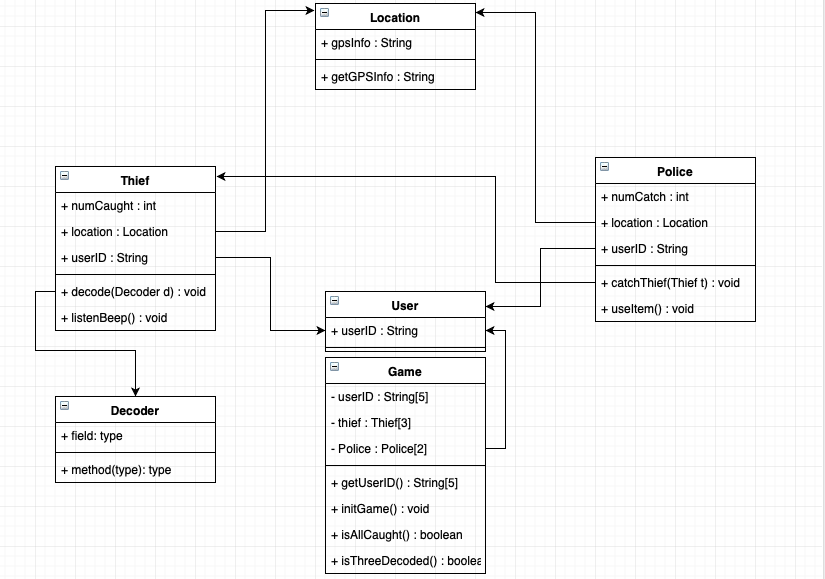 Location
+ gpsInfo : String
+ getGPSInfo : String
Thief
+ numCaught : int
+ location : Location
+ userID : String
+ decode(Decoder d) : void
+ listenBeep() : void
Police
+ numCatch : int
+ location : Location
+ userID : String
+ catchThief(Thief t) : void
+ useItem() : void
User
+ userID : String
Game
- userID : String[5]
- thief : Thief[3]
- Police : Police[2]
+ getUserID() : String[5]
+ initGame() : void
+ isAllCaught() : boolean
+ isThreeDecoded() : boolea
Decoder
+ field: type
+ method(type): type